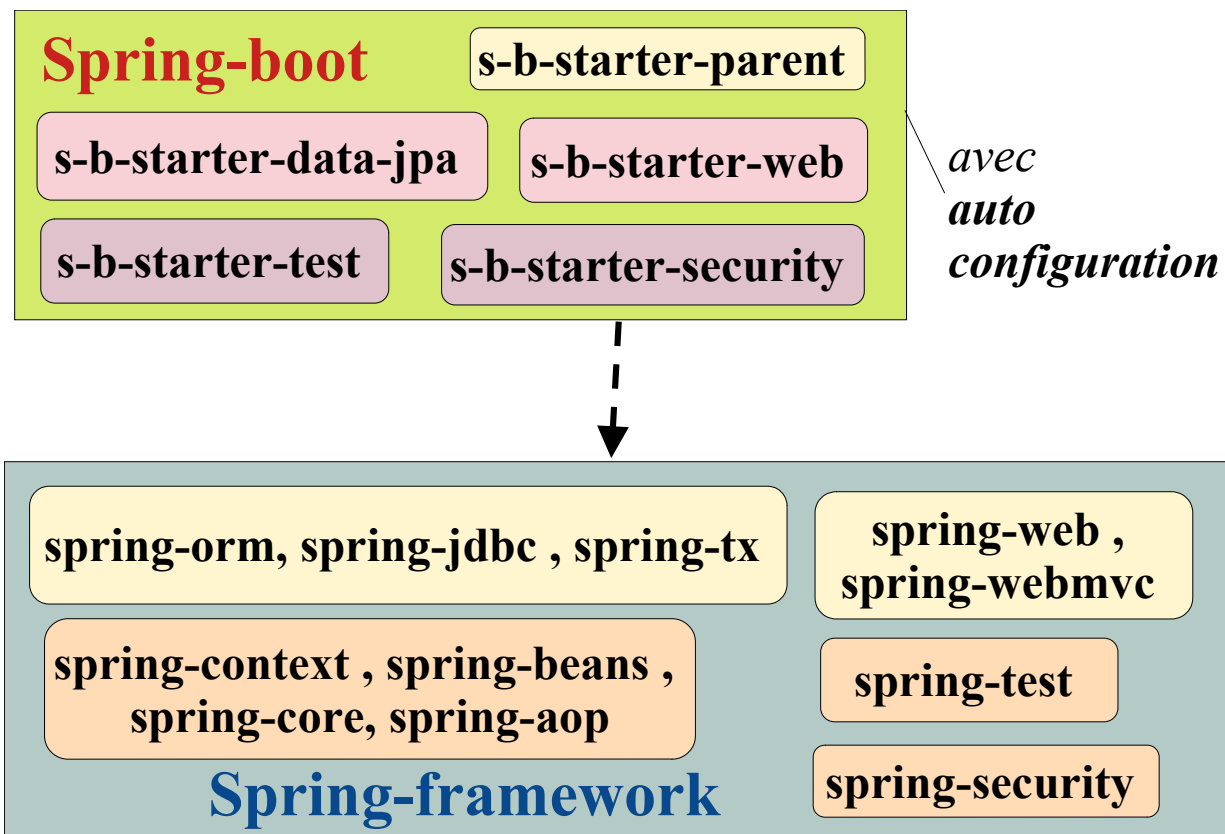 Spring-boot
s-b-starter-parent
s-b-starter-data-jpa
s-b-starter-web
s-b-starter-test
s-b-starter-security
avec
auto
configuration
spring-orm, spring-jdbc , spring-tx
spring-web ,
spring-webmvc
spring-context , spring-beans ,
spring-core, spring-aop
spring-test
spring-security
Spring-framework